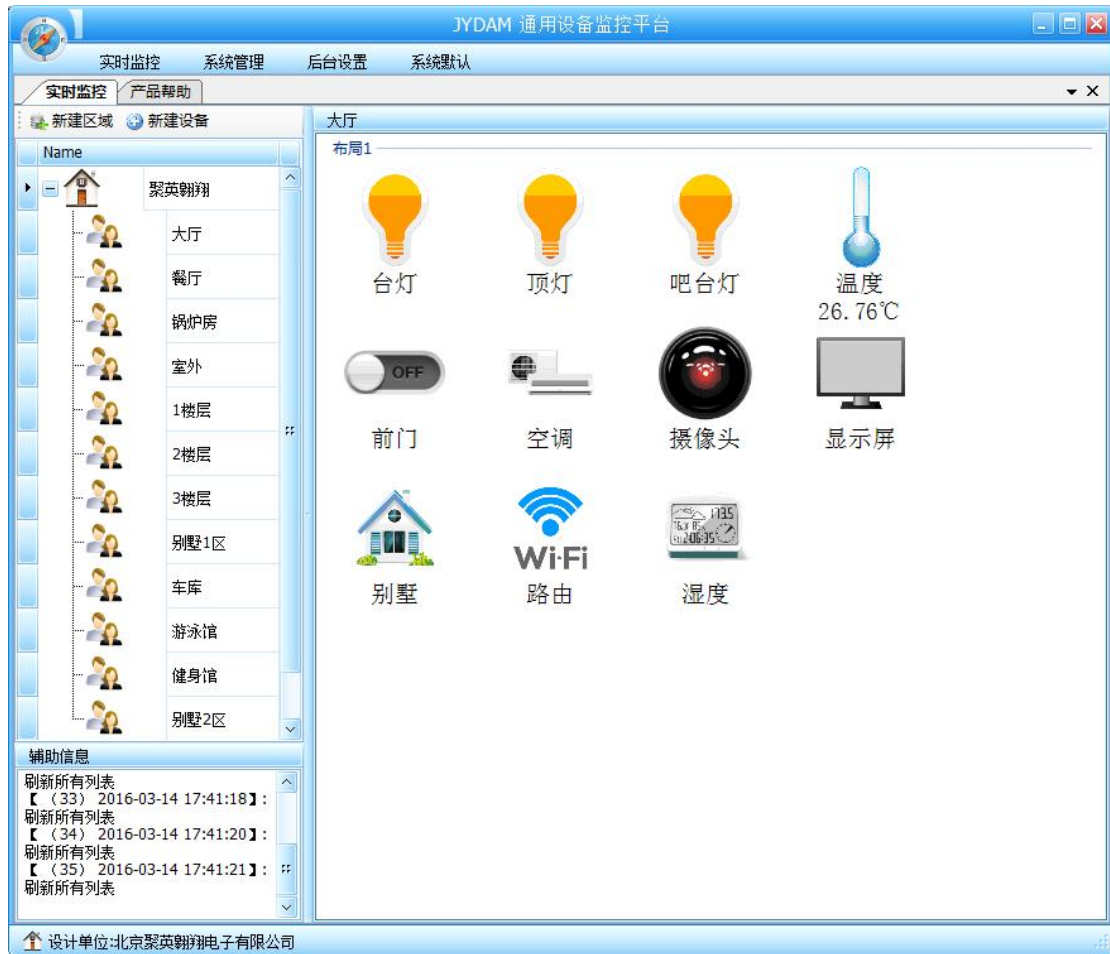 JYDAM 通用设备监控平台
实时监控 系统管理 后台设置 系统默认
实时监控 产品帮助
新建区域 新建设备
大厅
Name
布局1
聚英翱翔
大厅
餐厅
锅炉房
室外
1楼层
2楼层
3楼层
别墅1区
车库
游泳馆
健身馆
别墅2区
台灯 顶灯 吧台灯 温度
26.76℃
OFF
前门 空调 摄像头 显示屏
Wi-Fi
别墅 路由 湿度
辅助信息
刷新所有列表
【 （33） 2016-03-14 17:41:18】:
刷新所有列表
【 （34） 2016-03-14 17:41:20】:
刷新所有列表
【 （35） 2016-03-14 17:41:21】:
刷新所有列表
设计单位:北京聚英翱翔电子有限公司